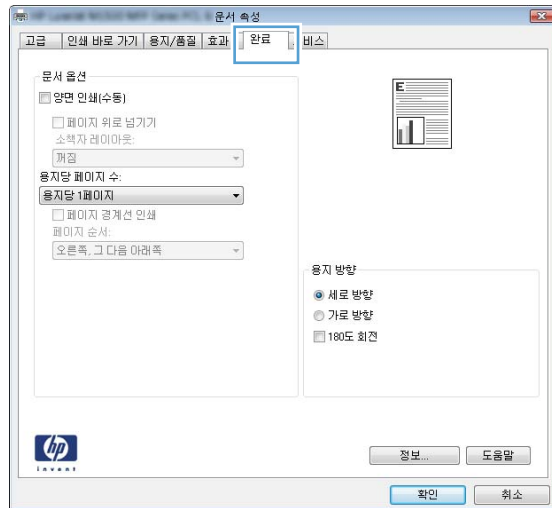 문서 속성
고급 인쇄 바로 가기 용지/품질 효과 완료 비스
문서 옵션
양면 인쇄(수동)
페이지 위로 넘기기
소책자 레이아웃:
꺼짐
용지당 페이지 수:
용지당 1페이지
페이지 경계선 인쇄
페이지 순서:
오른쪽, 그 다음 아래쪽
E
용지 방향
세로 방향
가로 방향
180도 회전
hp
invent
정보... 도움말
확인 취소